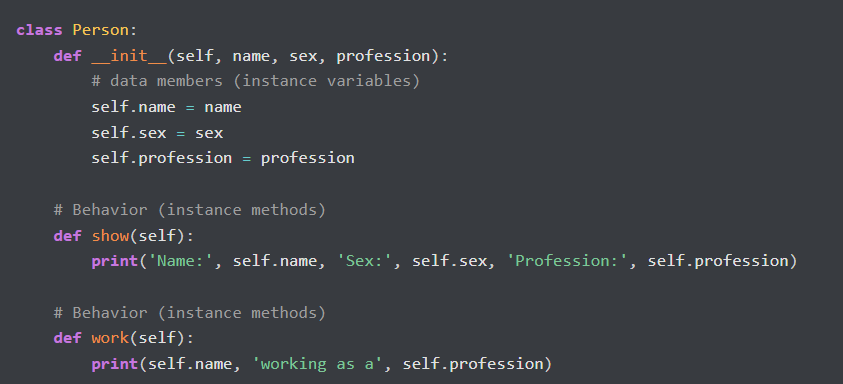 class Person:
    def __init__(self, name, sex, profession):
        # data members (instance variables)
        self.name = name
        self.sex = sex
        self.profession = profession

    # Behavior (instance methods)
    def show(self):
        print('Name:', self.name, 'Sex:', self.sex, 'Profession:', self.profession)

    # Behavior (instance methods)
    def work(self):
        print(self.name, 'working as a', self.profession)